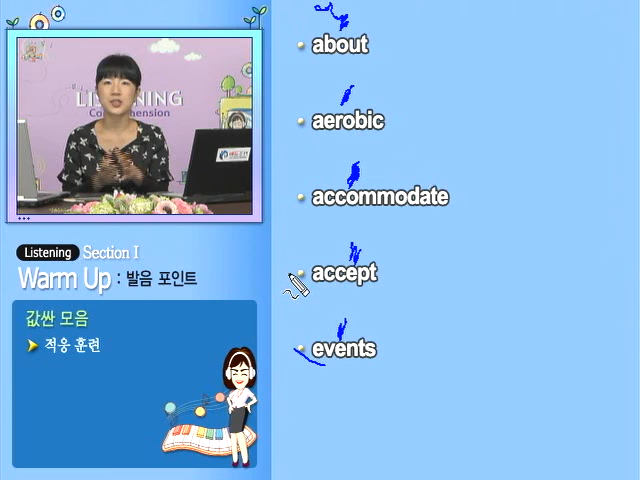 LISTENING
Comprehension
Listening Section I
Warm Up : 발음 포인트
값싼 모음
적응 훈련
about
aerobic
accommodate
accept
events